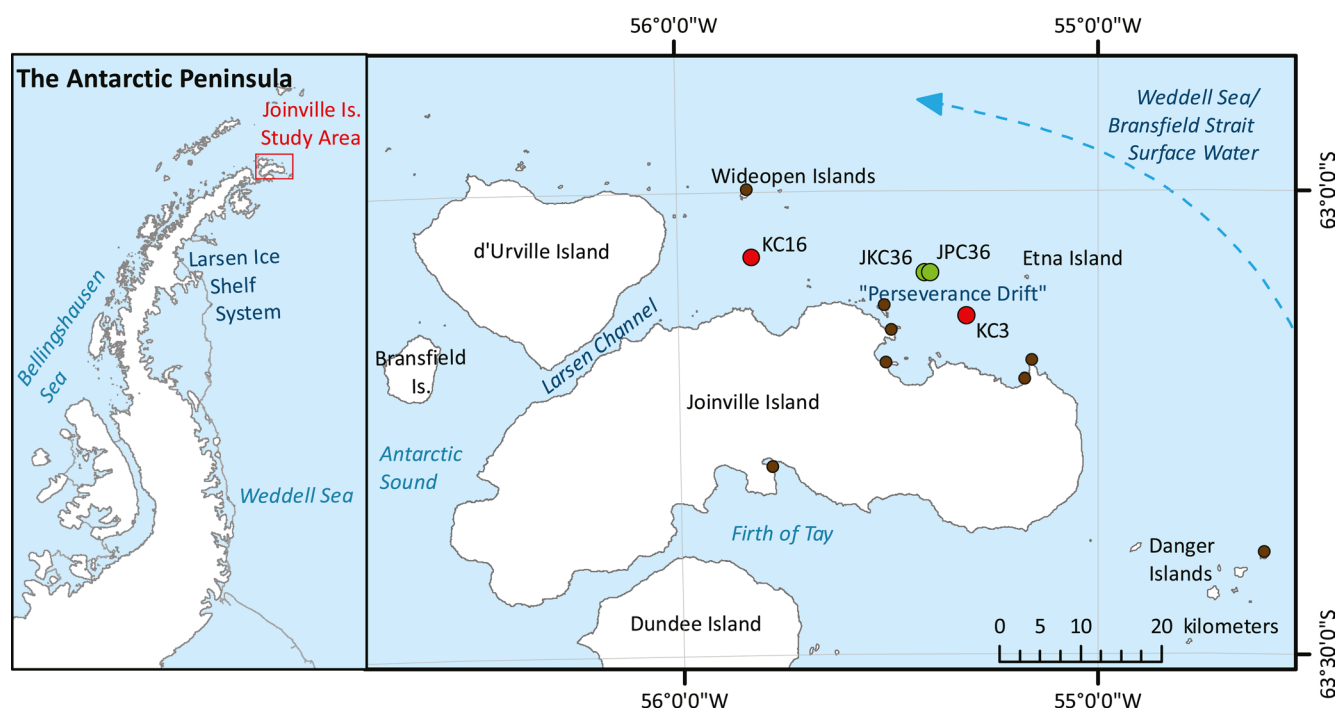 56°0'0"W
55°0'0"W
The Antarctic Peninsula
Joinville Is.
Study Area
Larsen Ice
Shelf
System
Bellingshausen
Sea
Weddell Sea
Weddell Sea/
Bransfield Strait
Surface Water
63°0'0"S
Wideopen Islands
d'Urville Island
KC16
JKC36
JPC36
Etna Island
"Perseverance Drift"
KC3
Larsen Channel
Bransfield
Is.
Joinville Island
Antarctic
Sound
Firth of Tay
Danger
Islands
Dundee Island
0 5 10 20 kilometers
63°30'0"S
56°0'0"W
55°0'0"W